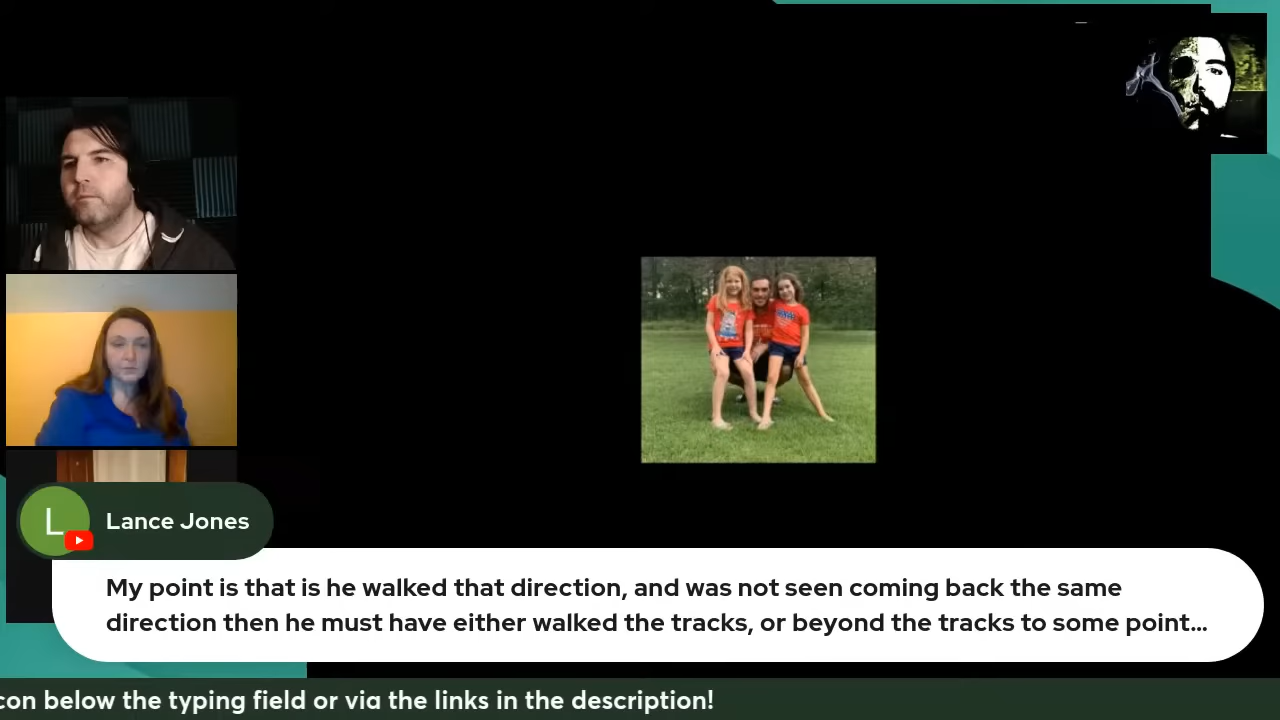 L
Lance Jones
My point is that is he walked that direction, and was not seen coming back the same
direction then he must have either walked the tracks, or beyond the tracks to some point...
con below the typing field or via the links in the description!